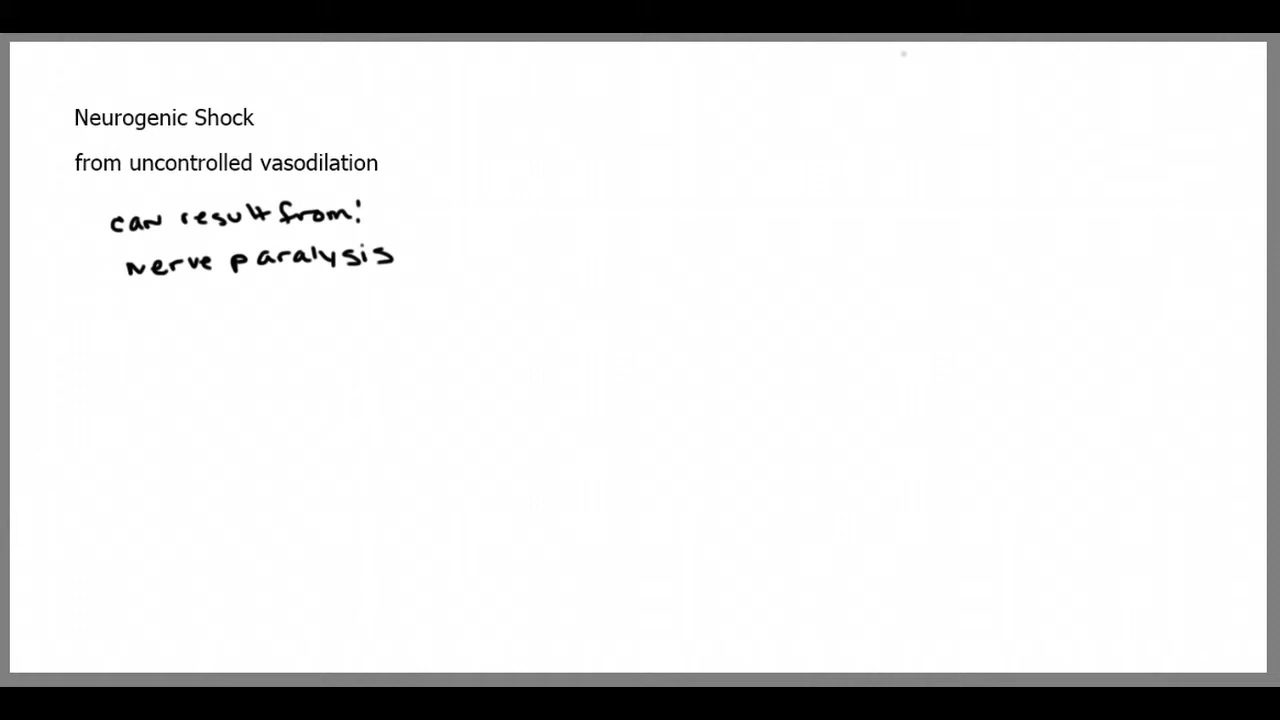 Neurogenic Shock
from uncontrolled vasodilation
can result from:
nerve paralysis